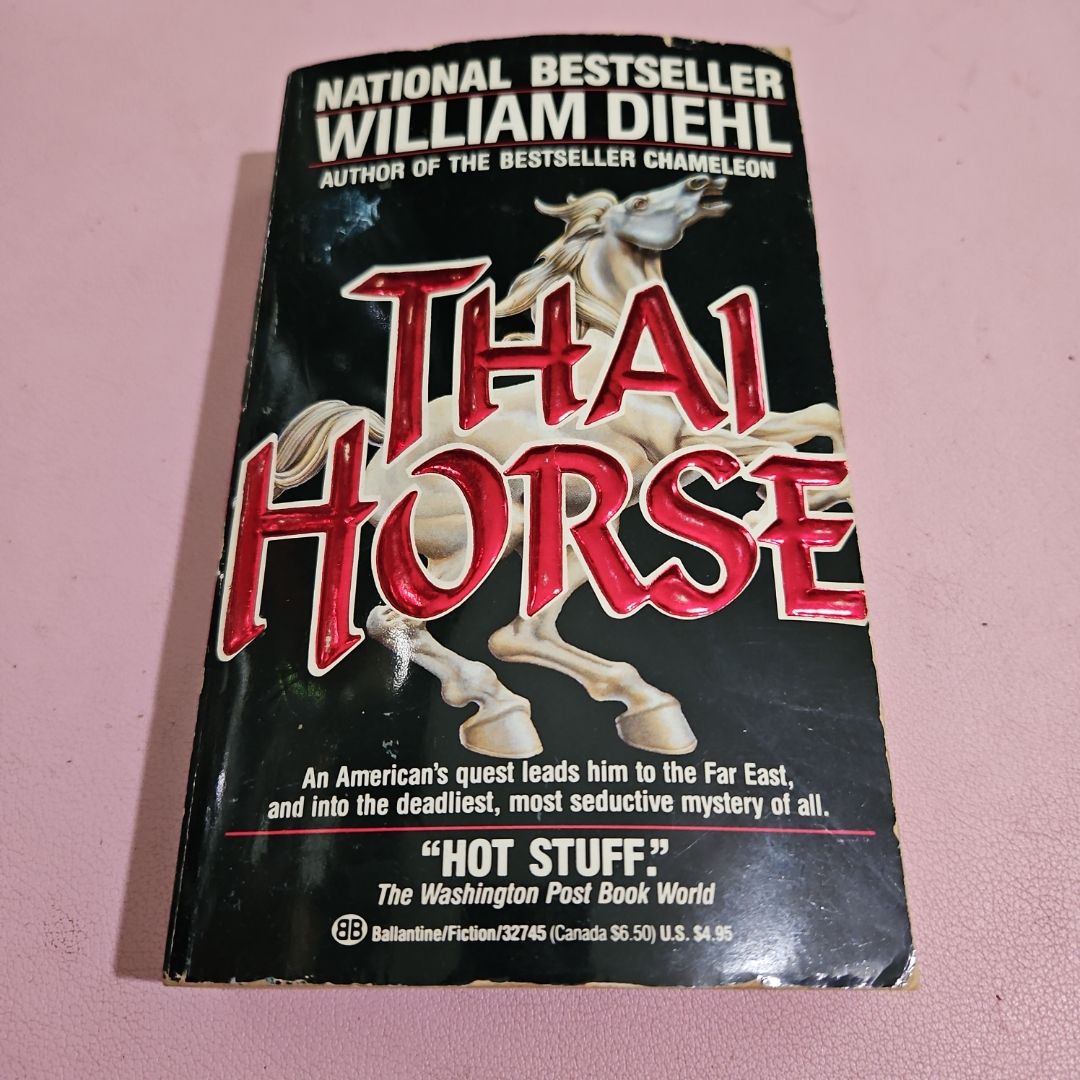 NATIONAL BESTSELLER
WILLIAM DIEHL
AUTHOR OF THE BESTSELLER CHAMELEON
THAI
HORSE
An American's quest leads him to the Far East,
and into the deadliest, most seductive mystery of all.
"HOT STUFF."
The Washington Post Book World
BB Ballantine/Fiction/32745 (Canada $6.50) U.S. $4.95